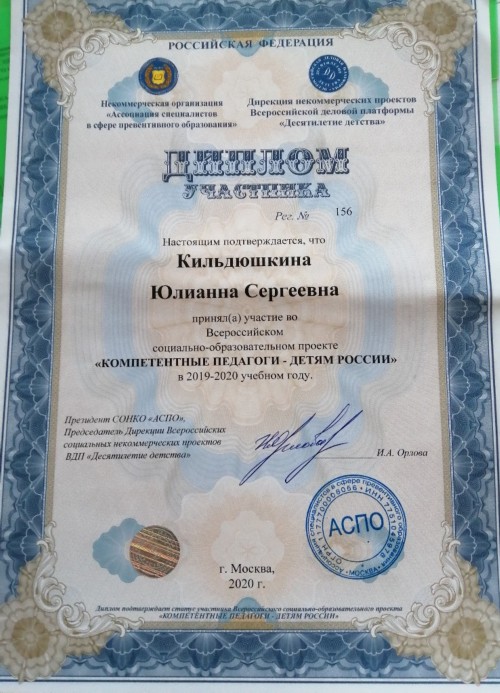 РОССИЙСКАЯ ФЕДЕРАЦИЯ
Некоммерческая организация
«Ассоциация специалистов
в сфере превентивного образования»
Дирекция некоммерческих проектов
Всероссийской деловой платформы
«Десятилетие детства»
ДИПЛОМ
УЧАСТНИКА
Рег. № 156
Настоящим подтверждается, что
Кильдюшкина
Юлианна Сергеевна
принял(а) участие во
Всероссийском
социально-образовательном проекте
«КОМПЕТЕНТНЫЕ ПЕДАГОГИ - ДЕТЯМ РОССИИ»
в 2019-2020 учебном году.
Президент СОНКО «АСПО»,
Председатель Дирекции Всероссийских
социальных некоммерческих проектов
ВДП «Десятилетие детства»
И.А. Орлова
АСПО
МОСКВА
г. Москва,
2020 г.
Диплом подтверждает статус участника Всероссийского социально-образовательного проекта
«КОМПЕТЕНТНЫЕ ПЕДАГОГИ - ДЕТЯМ РОССИИ»